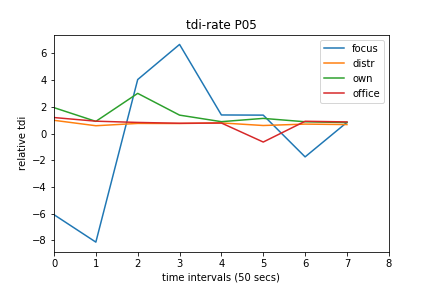 tdi-rate P05
relative tdi
6
4
2
0
−2
−4
−6
−8
focus
distr
own
office
0 1 2 3 4 5 6 7 8
time intervals (50 secs)